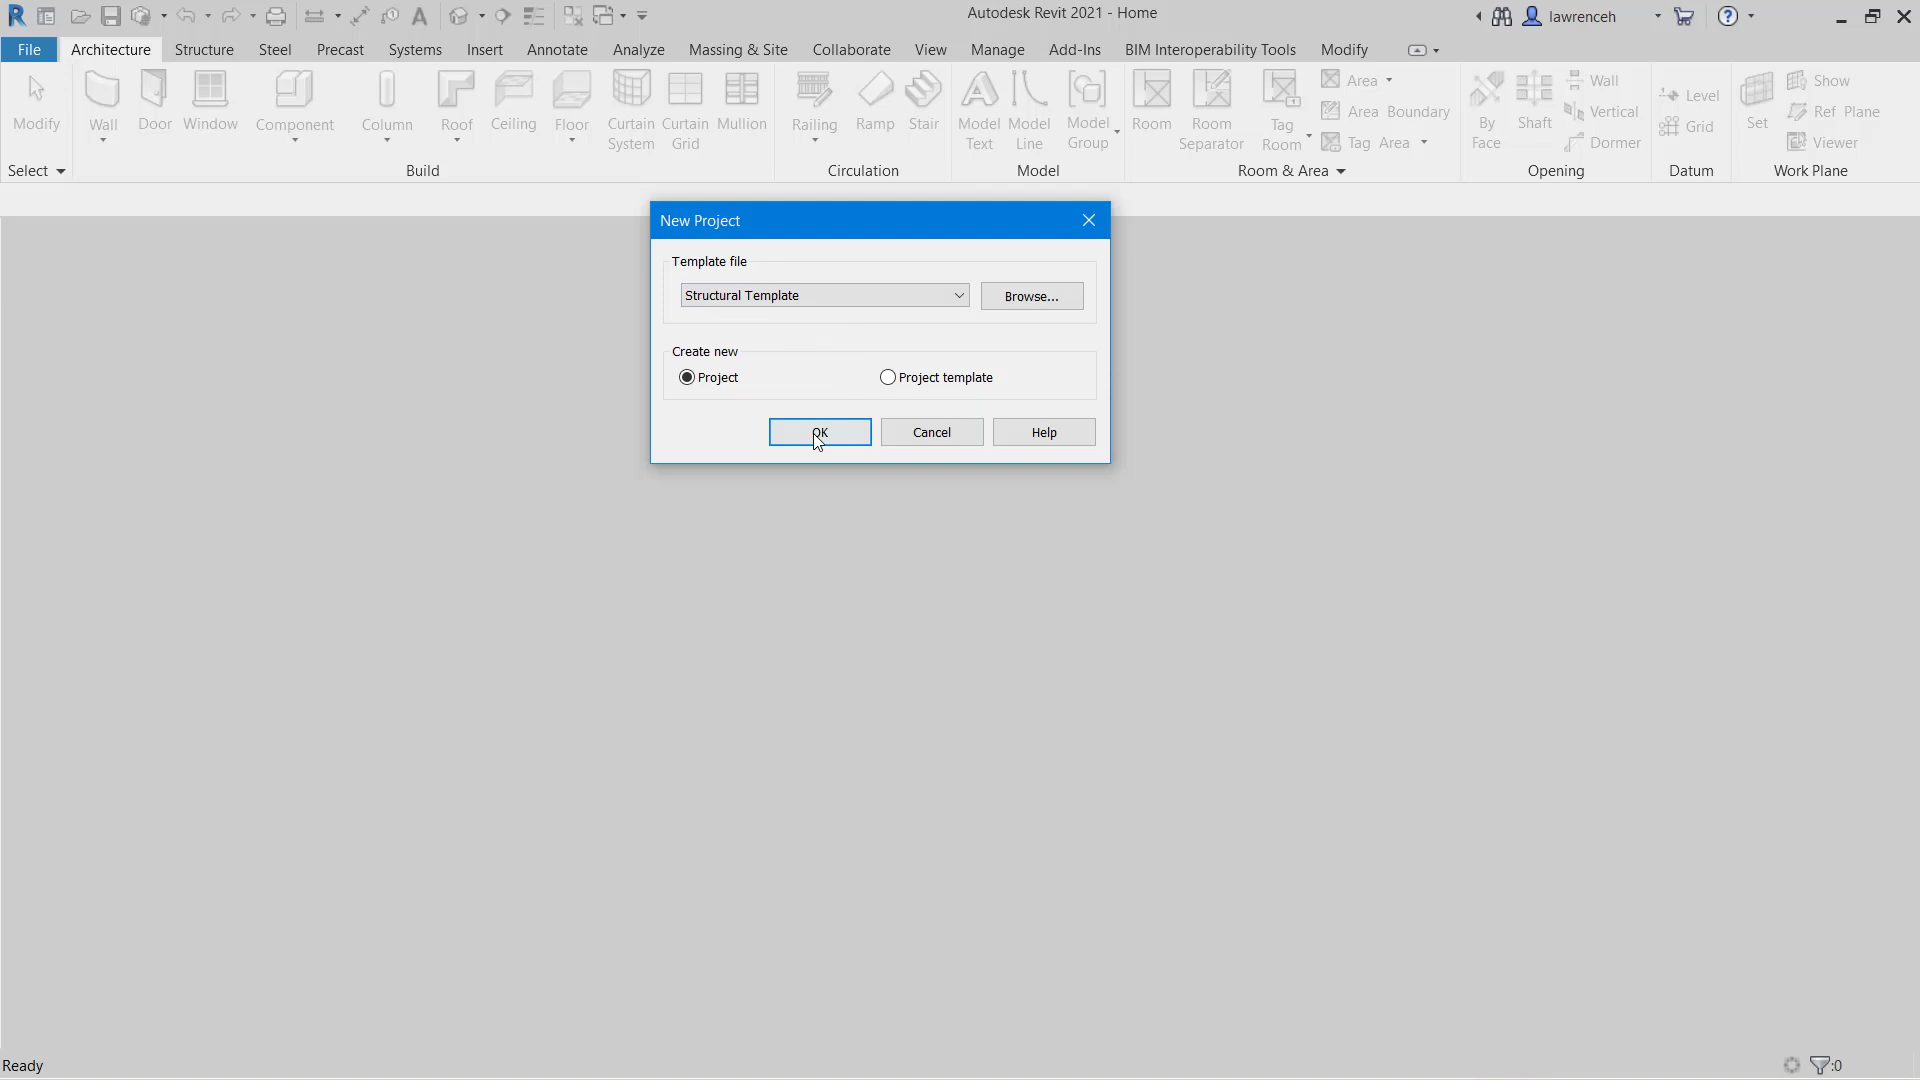 Autodesk Revit 2021 - Home
lawrenceh
File Architecture Structure Steel Precast Systems Insert Annotate Analyze Massing & Site Collaborate View Manage Add-Ins BIM Interoperability Tools Modify
Modify Wall Door Window Component Column Roof Ceiling Floor Curtain System Curtain Grid Mullion
Select Build
Railing Ramp Stair
Circulation
Model Text Model Line Model Group
Model
Room Room Separator Tag Room Area Area Boundary Tag Area
Room & Area
By Face Shaft Wall Vertical Dormer
Opening
Level
Grid
Datum
Set Show Ref Plane Viewer
Work Plane
New Project
Template file
Structural Template Browse...
Create new
Project Project template
OK Cancel Help
Ready :0